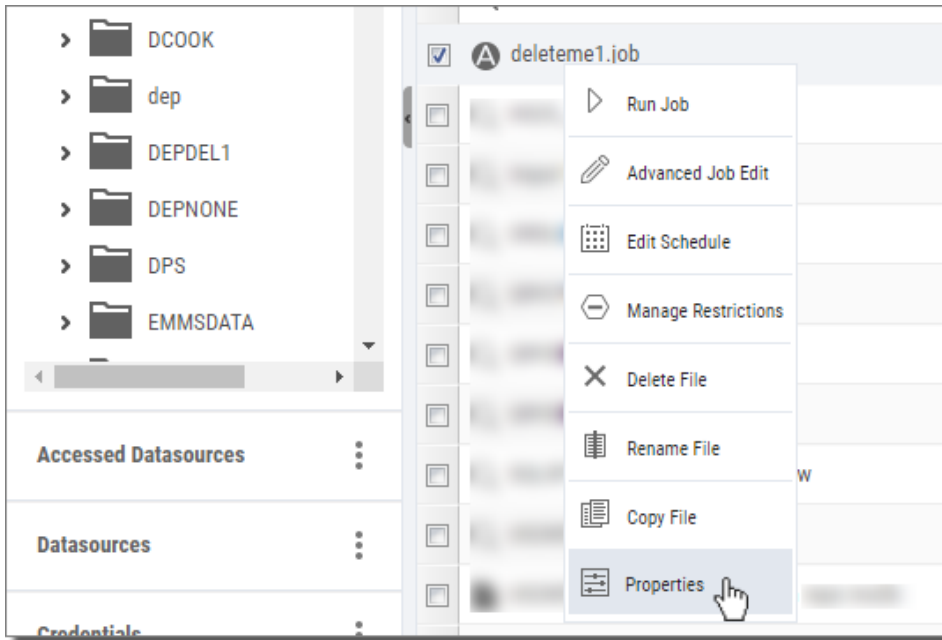 DCOOK
dep
DEPDEL1
DEPNONE
DPS
EMMSDATA
Accessed Datasources
Datasources
Credentials
A deleteme1.job
Run Job
Advanced Job Edit
Edit Schedule
Manage Restrictions
Delete File
Rename File
w
Copy File
Properties